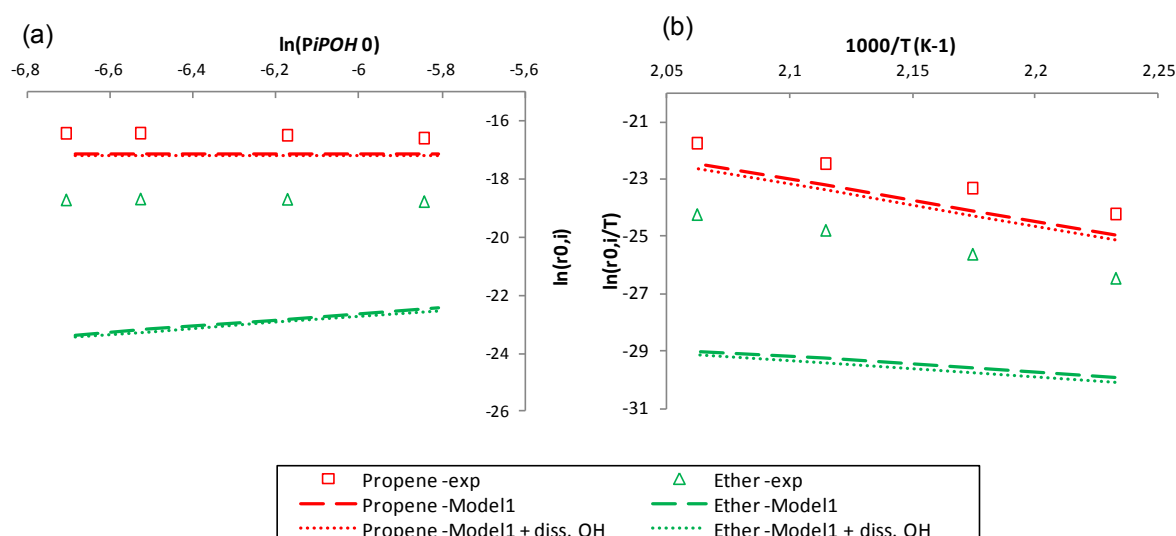 (a)
ln(PiPOH 0)
-6,8 -6,6 -6,4 -6,2 -6 -5,8 -5,6
-16
-18
-20
-22
-24
-26
ln(r0,i)
(b)
1000/T (K-1)
2,05 2,1 2,15 2,2 2,25
-21
-23
-25
-27
-29
-31
ln(r0,i/T)
Propene -exp Ether -exp
Propene -Model1 Ether -Model1
Propene -Model1 + diss. OH Ether -Model1 + diss. OH